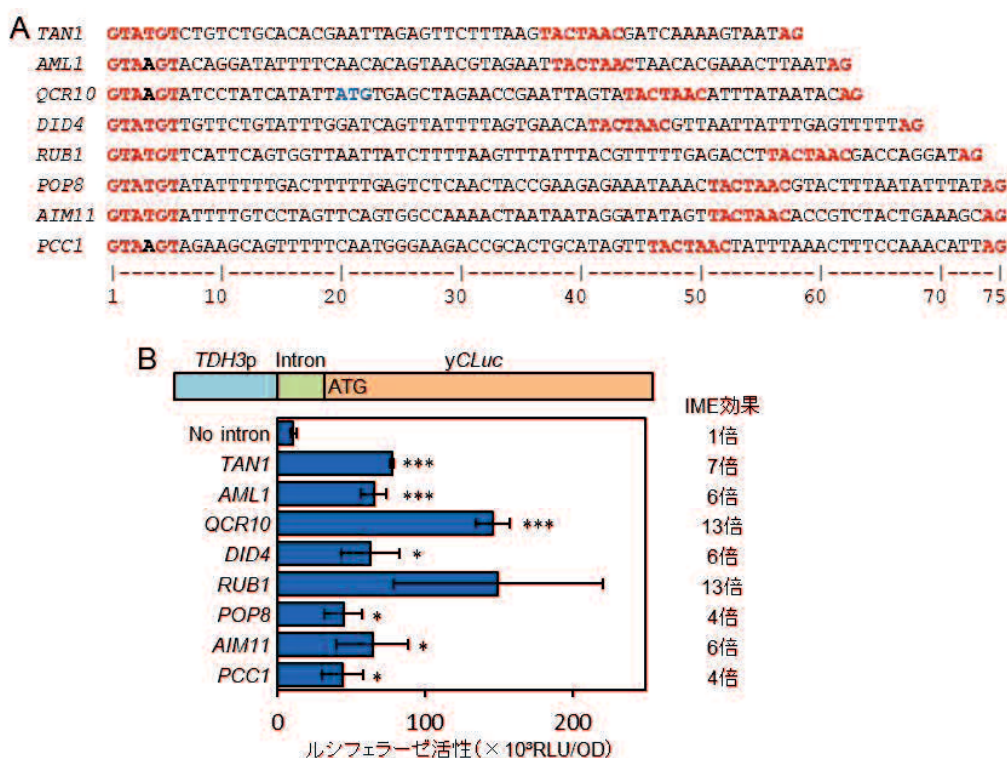 A
TAN1 GTATGTCTGTCTGCACACGAATTAGAGTTCTTTAAGTACTAACGATCAAAAGTAATAG
AML1 GTAAGTACAGGATATTTTCAACACAGTAACGTAGAATTACTAACTAACACGAAACTTAATAG
QCR10 GTAAGTATCCTATCATATTATGTGAGCTAGAACCGAATTAGTATACTAACATTTATAATACAG
DID4 GTATGTTGTTCTGTATTTGGATCAGTTATTTTAGTGAACATACTAACGTTAATTATTTGAGTTTTTAG
RUB1 GTATGTTCATTCAGTGGTTAATTATCTTTTAAGTTTATTTACGTTTTTGAGACCTTACTAACGACCAGGATAG
POP8 GTATGTATATTTTTGACTTTTTGAGTCTCAACTACCGAAGAGAAATAAACTACTAACGTACTTTAATATTTATAG
AIM11 GTATGTATTTTGTCCTAGTTCAGTGGCCAAAACTAATAATAGGATATAGTTACTAACACCGTCTACTGAAAGCAG
PCC1 GTAAGTAGAAGCAGTTTTTCAATGGGAAGACCGCACTGCATAGTTTACTAACTATTTAAACTTTCCAAACATTAG
1 10 20 30 40 50 60 70 75
B
TDH3p Intron yCLuc
ATG
IME効果
No intron 1倍
TAN1 *** 7倍
AML1 *** 6倍
QCR10 *** 13倍
DID4 * 6倍
RUB1 13倍
POP8 * 4倍
AIM11 * 6倍
PCC1 * 4倍
0 100 200
ルシフェラーゼ活性(× 10³RLU/OD)